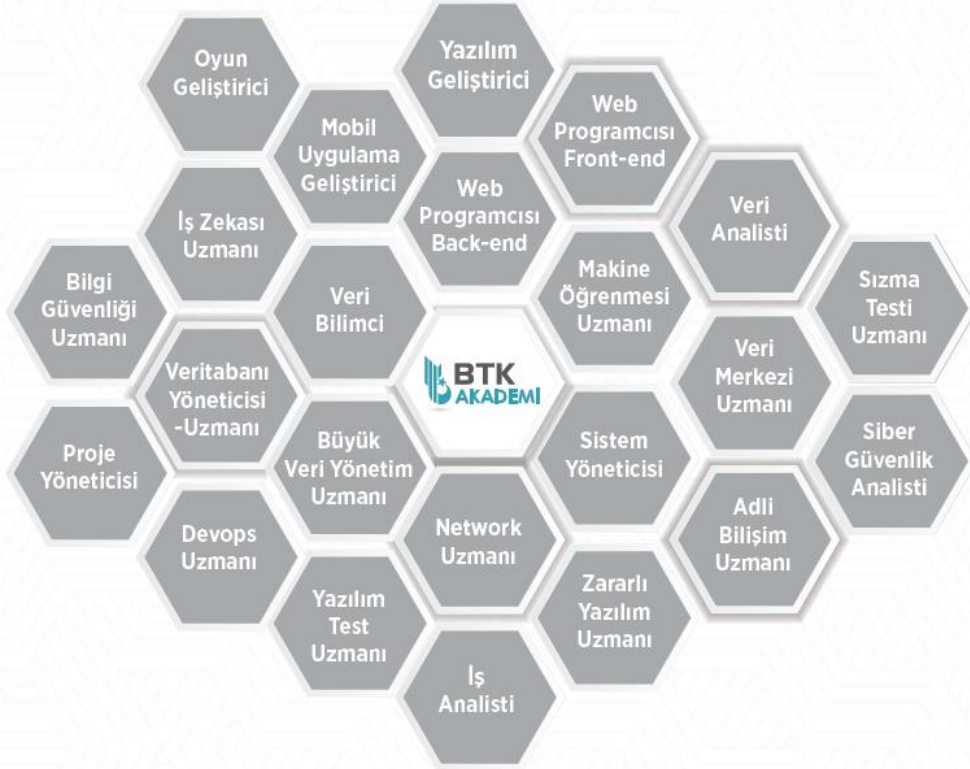 Oyun
Geliştirici
Yazılım
Geliştirici
Mobil
Uygulama
Geliştirici
Web
Programcısı
Front-end
İş Zekası
Uzmanı
Web
Programcısı
Back-end
Veri
Analisti
Bilgi
Güvenliği
Uzmanı
Veri
Bilimci
Makine
Öğrenmesi
Uzmanı
Sızma
Testi
Uzmanı
Veritabanı
Yöneticisi
-Uzmanı
BTK
AKADEMİ
Veri
Merkezi
Uzmanı
Proje
Yöneticisi
Büyük
Veri Yönetim
Uzmanı
Sistem
Yöneticisi
Siber
Güvenlik
Analisti
Devops
Uzmanı
Network
Uzmanı
Adli
Bilişim
Uzmanı
Yazılım
Test
Uzmanı
Zararlı
Yazılım
Uzmanı
İş
Analisti